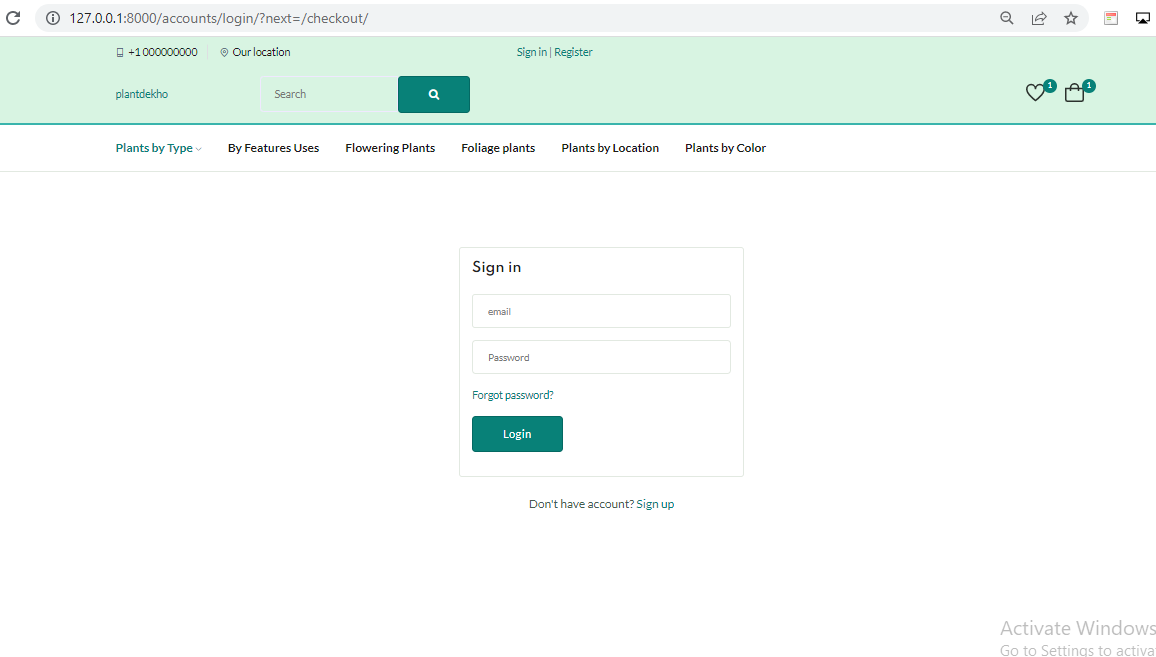 127.0.0.1:8000/accounts/login/?next=/checkout/
+1 000000000 Our location Sign in | Register
plantdekho Search 1 1
Plants by Type By Features Uses Flowering Plants Foliage plants Plants by Location Plants by Color
Sign in
email
Password
Forgot password?
Login
Don't have account? Sign up
Activate Windows
Go to Settings to activa